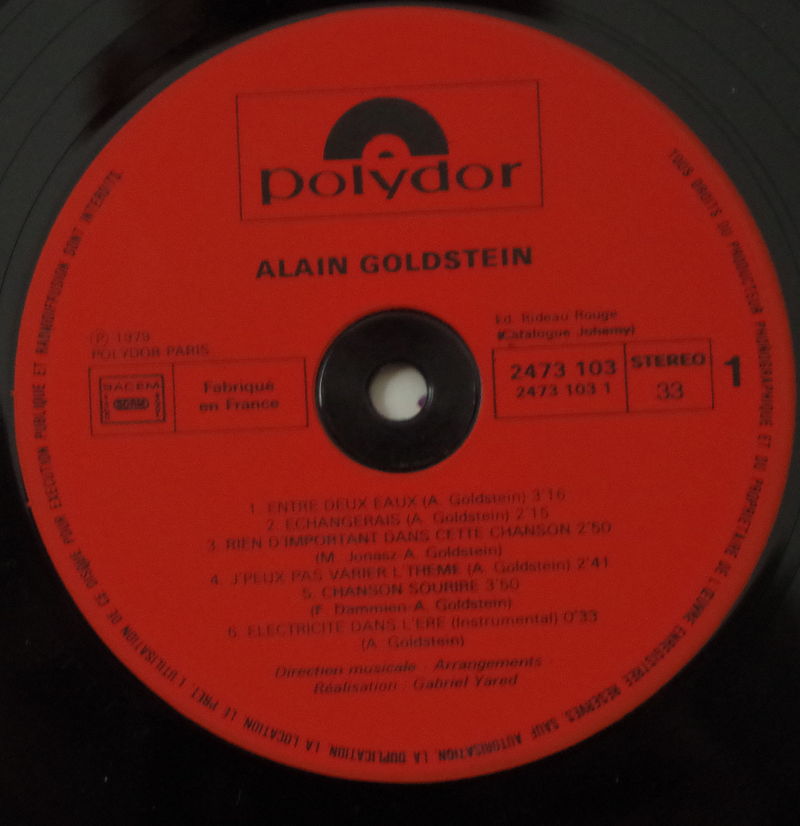 polydor
ALAIN GOLDSTEIN
℗ 1979
POLYDOR PARIS
Ed. Rideau Rouge
(Catalogue Johemy)
SACEM
Fabriqué
en France
2473 103
2473 103 1
STEREO
33
1
1. ENTRE DEUX EAUX (A. Goldstein) 3'16
2. ECHANGERAIS (A. Goldstein) 2'15
3. RIEN D'IMPORTANT DANS CETTE CHANSON 2'50
(M. Jonasz-A. Goldstein)
4. J'PEUX PAS VARIER L'THEME (A. Goldstein) 2'41
5. CHANSON SOURIRE 3'50
(F. Dammien-A. Goldstein)
6. ELECTRICITE DANS L'ERE (Instrumental) 0'33
(A. Goldstein)
Direction musicale - Arrangements
Réalisation : Gabriel Yared
TOUS DROITS DU PRODUCTEUR PHONOGRAPHIQUE ET DU PROPRIETAIRE DE L'ŒUVRE ENREGISTREE RESERVES. SAUF AUTORISATION, LA DUPLICATION, LA LOCATION, LE PRET, L'UTILISATION DE CE DISQUE POUR EXECUTION PUBLIQUE ET RADIODIFFUSION SONT INTERDITS.